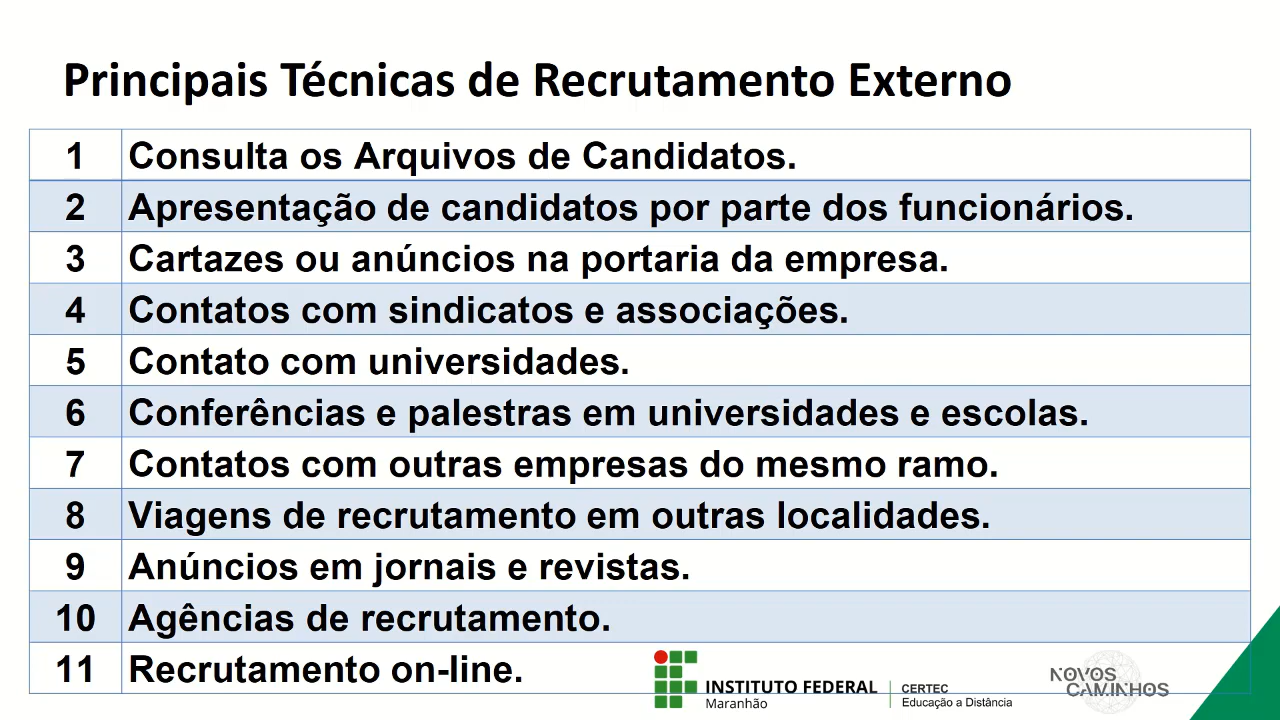 Principais Técnicas de Recrutamento Externo
1 Consulta os Arquivos de Candidatos.
2 Apresentação de candidatos por parte dos funcionários.
3 Cartazes ou anúncios na portaria da empresa.
4 Contatos com sindicatos e associações.
5 Contato com universidades.
6 Conferências e palestras em universidades e escolas.
7 Contatos com outras empresas do mesmo ramo.
8 Viagens de recrutamento em outras localidades.
9 Anúncios em jornais e revistas.
10 Agências de recrutamento.
11 Recrutamento on-line.
INSTITUTO FEDERAL
Maranhão
CERTEC
Educação a Distância
NOVOS
CAMINHOS